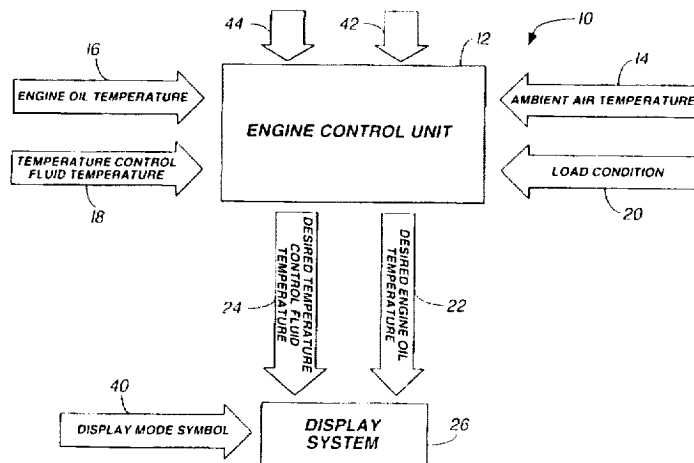 44
42
12
10
16
ENGINE OIL TEMPERATURE
14
AMBIENT AIR TEMPERATURE
ENGINE CONTROL UNIT
TEMPERATURE CONTROL
FLUID TEMPERATURE
18
LOAD CONDITION
20
24
DESIRED TEMPERATURE
CONTROL FLUID
TEMPERATURE
DESIRED ENGINE OIL
TEMPERATURE
22
40
DISPLAY MODE SYMBOL
DISPLAY
SYSTEM
26